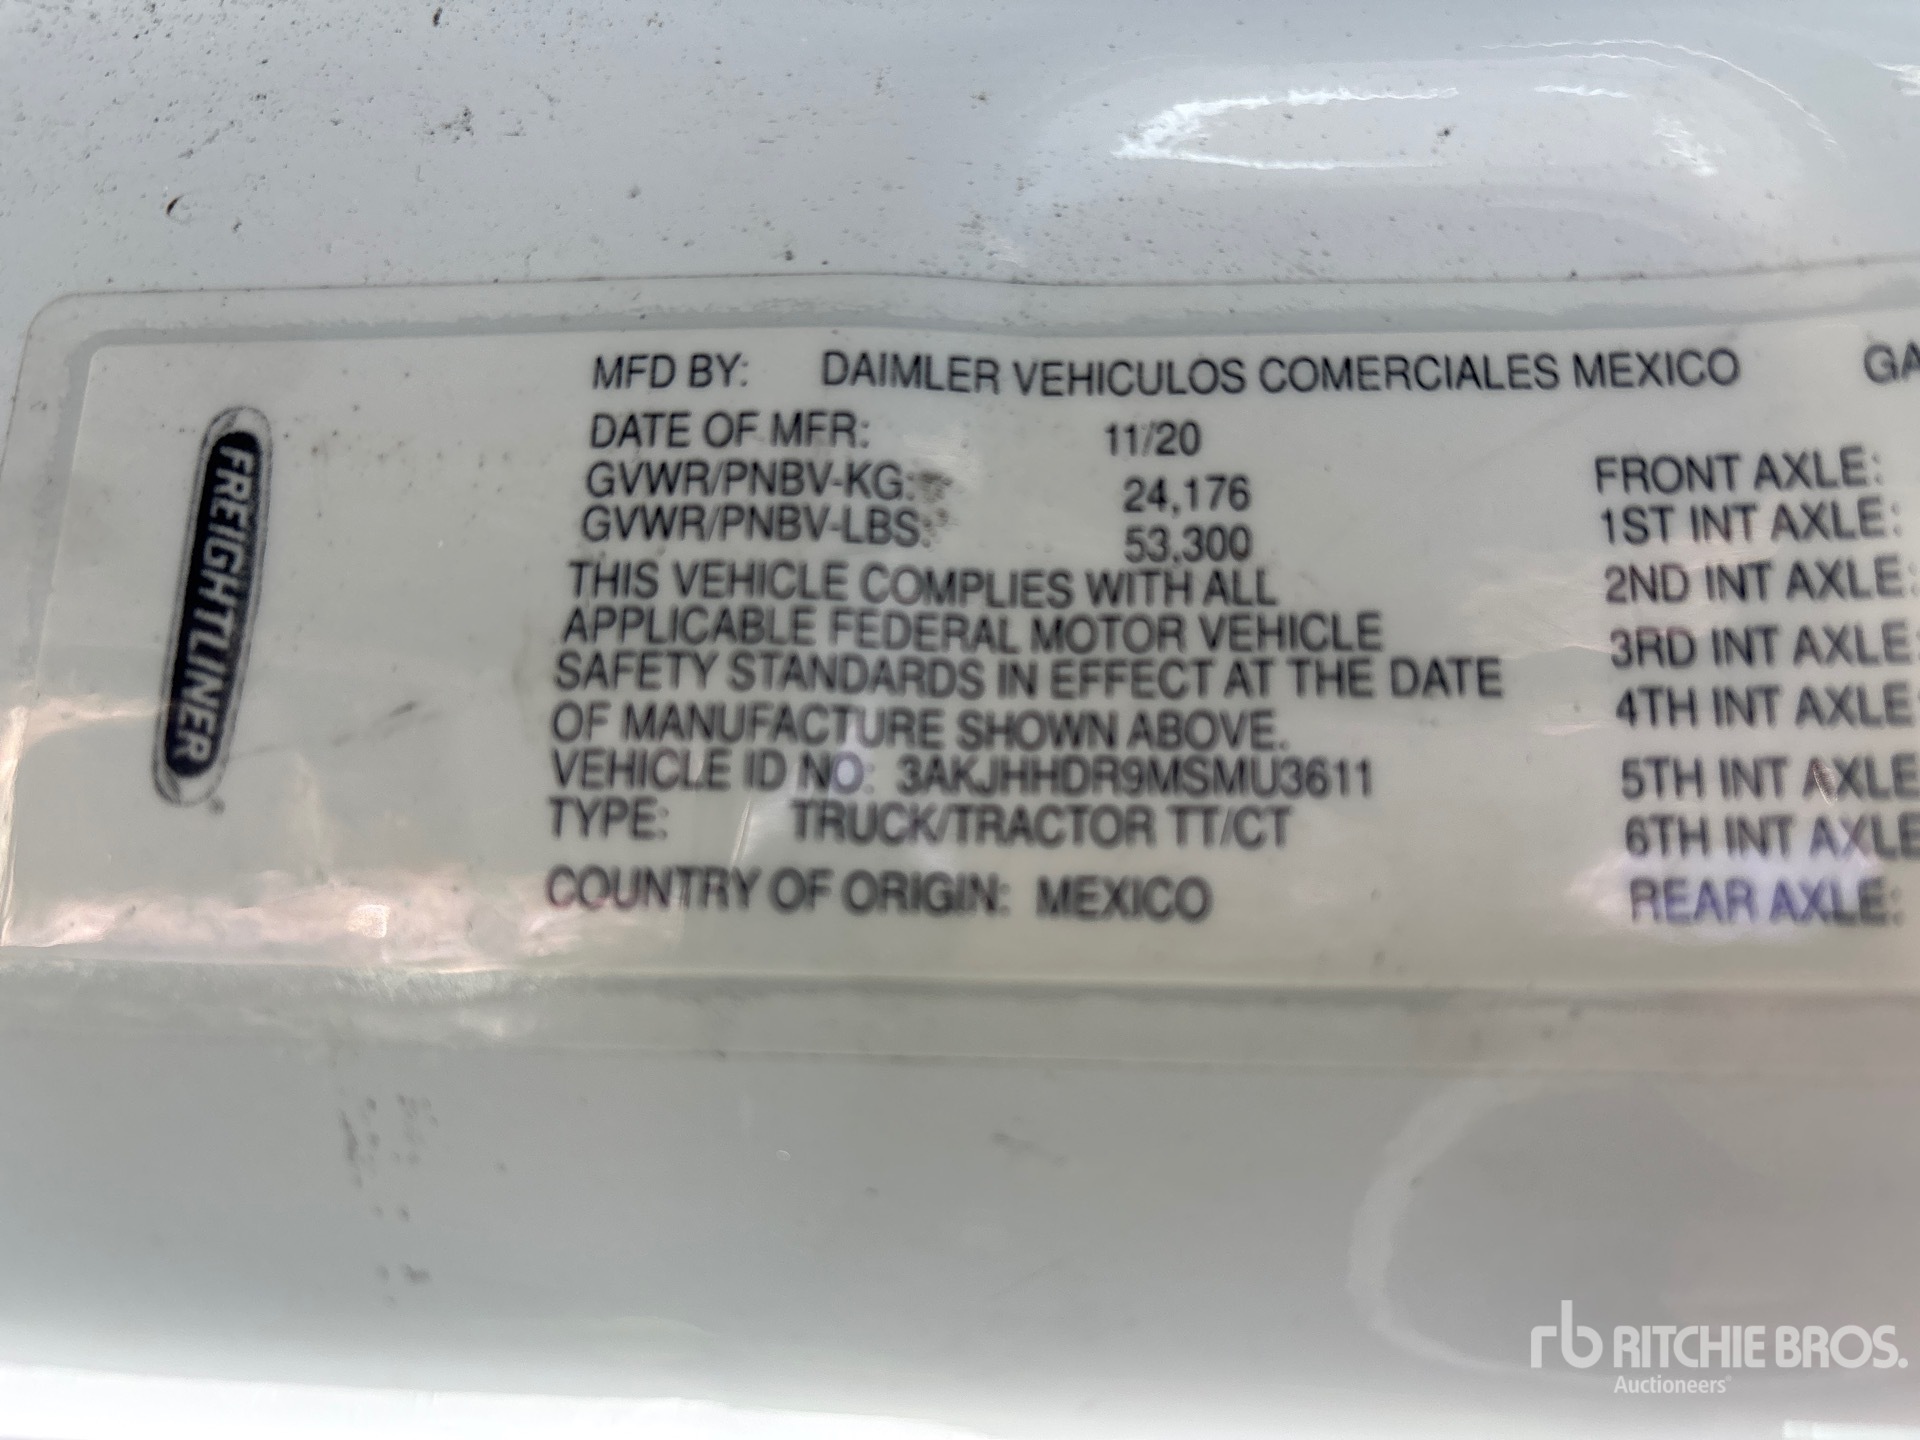 FREIGHTLINER
®
MFD BY: DAIMLER VEHICULOS COMERCIALES MEXICO GA
DATE OF MFR: 11/20
GVWR/PNBV-KG: 24,176
GVWR/PNBV-LBS: 53,300
THIS VEHICLE COMPLIES WITH ALL
APPLICABLE FEDERAL MOTOR VEHICLE
SAFETY STANDARDS IN EFFECT AT THE DATE
OF MANUFACTURE SHOWN ABOVE.
VEHICLE ID NO: 3AKJHHDR9MSMU3611
TYPE: TRUCK/TRACTOR TT/CT
COUNTRY OF ORIGIN: MEXICO
FRONT AXLE:
1ST INT AXLE:
2ND INT AXLE:
3RD INT AXLE:
4TH INT AXLE:
5TH INT AXLE
6TH INT AXLE
REAR AXLE:
rb RITCHIE BROS.
Auctioneers